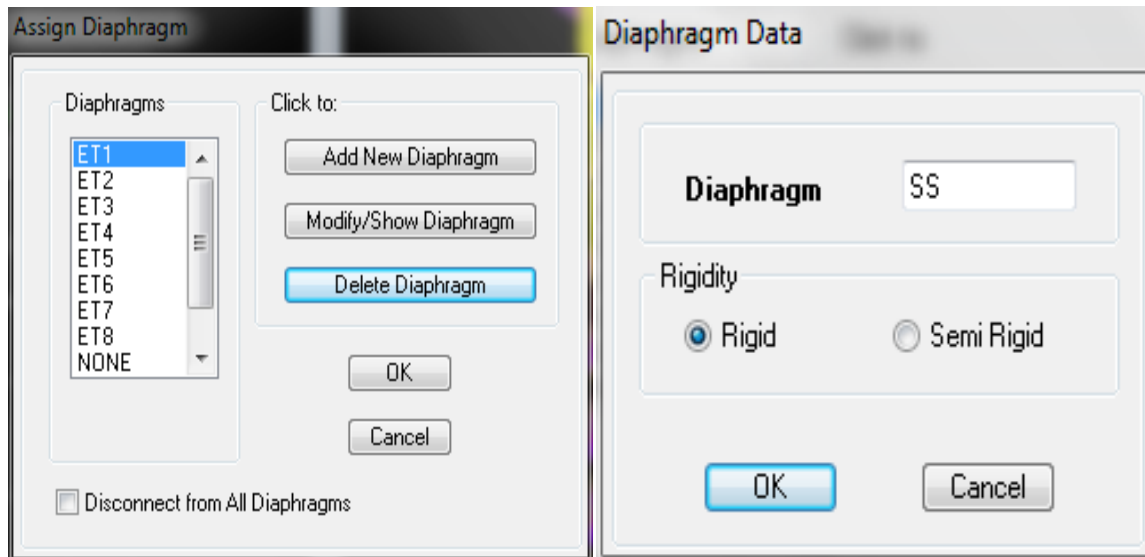 Assign Diaphragm
Diaphragms
ET1
ET2
ET3
ET4
ET5
ET6
ET7
ET8
NONE
Click to:
Add New Diaphragm
Modify/Show Diaphragm
Delete Diaphragm
OK
Cancel
Disconnect from All Diaphragms
Diaphragm Data
Diaphragm SS
Rigidity
Rigid Semi Rigid
OK Cancel